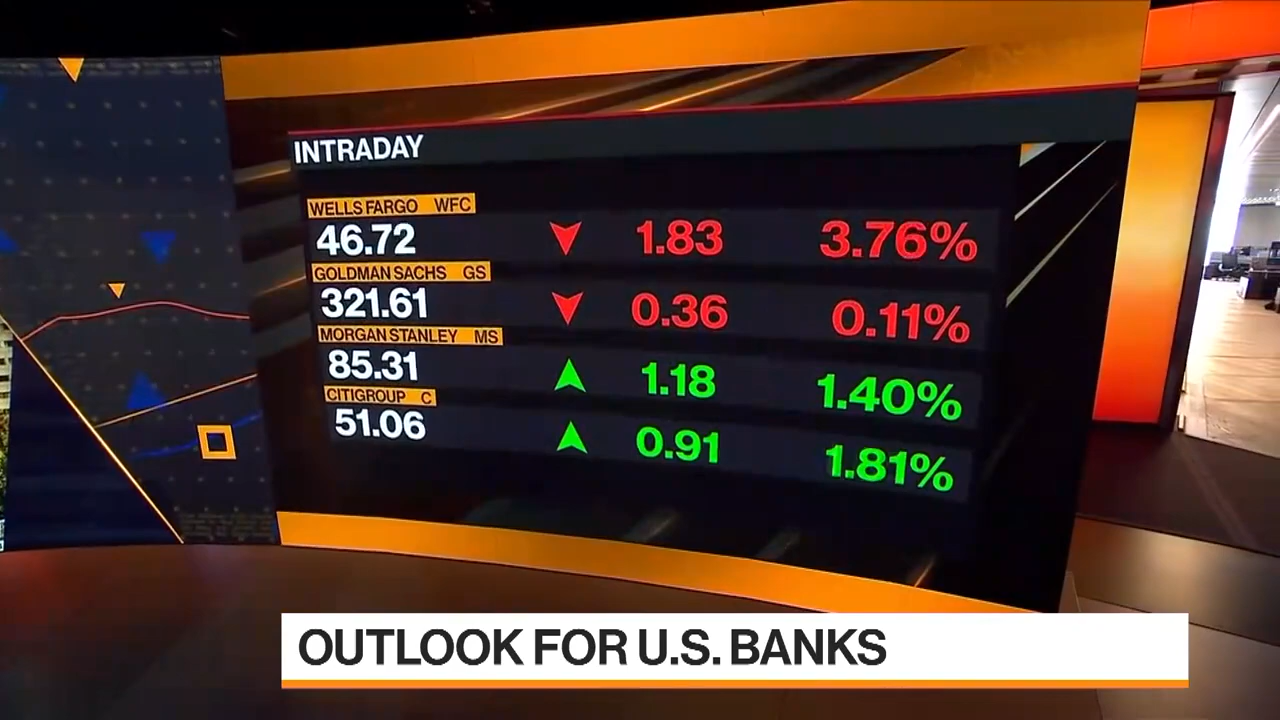 INTRADAY
WELLS FARGO WFC
46.72 1.83 3.76%
GOLDMAN SACHS GS
321.61 0.36 0.11%
MORGAN STANLEY MS
85.31 1.18 1.40%
CITIGROUP C
51.06 0.91 1.81%
OUTLOOK FOR U.S. BANKS